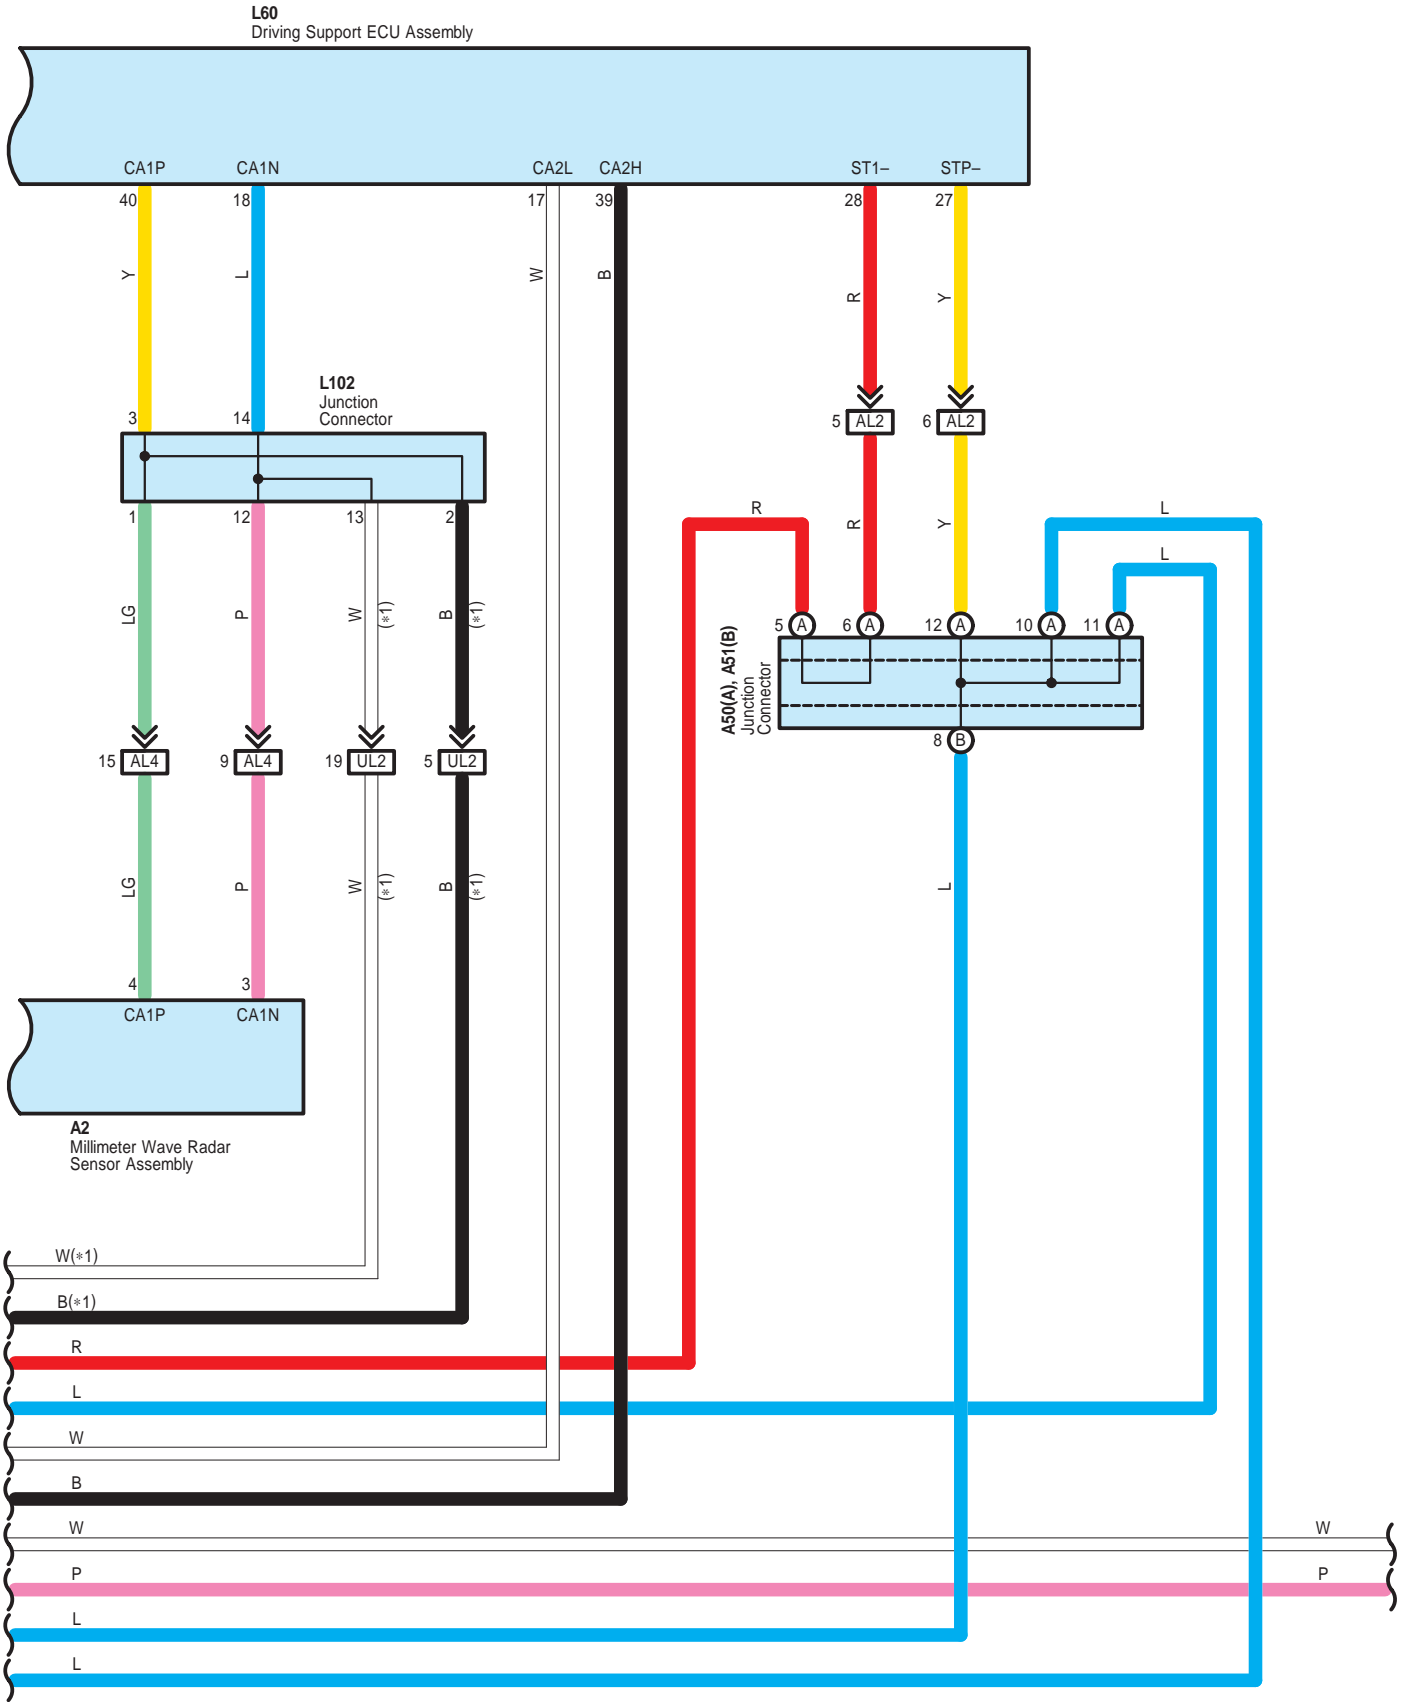 L60
Driving Support ECU Assembly
CA1P
CA1N
CA2L
CA2H
ST1–
STP–
40
18
17
39
28
27
Y
L
W
B
R
Y
L102
Junction
Connector
3
14
5
AL2
6
AL2
1
12
13
2
R
R
Y
L
L
LG
P
W
(*1)
B
(*1)
5
A
6
A
12
A
10
A
11
A
A50(A), A51(B)
Junction
Connector
8
B
15
AL4
9
AL4
19
UL2
5
UL2
LG
P
W
(*1)
B
(*1)
L
4
3
CA1P
CA1N
A2
Millimeter Wave Radar
Sensor Assembly
W(*1)
B(*1)
R
L
W
B
W
W
P
P
L
L